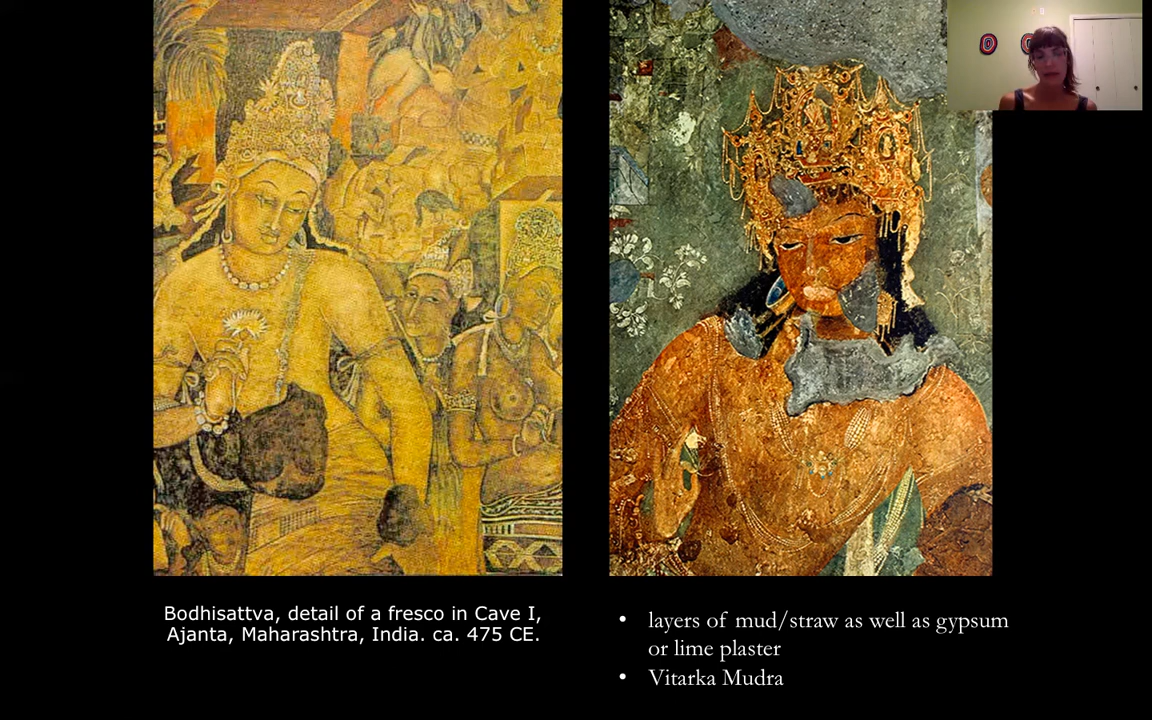 Bodhisattva, detail of a fresco in Cave I,
Ajanta, Maharashtra, India. ca. 475 CE.
• layers of mud/straw as well as gypsum
or lime plaster
• Vitarka Mudra